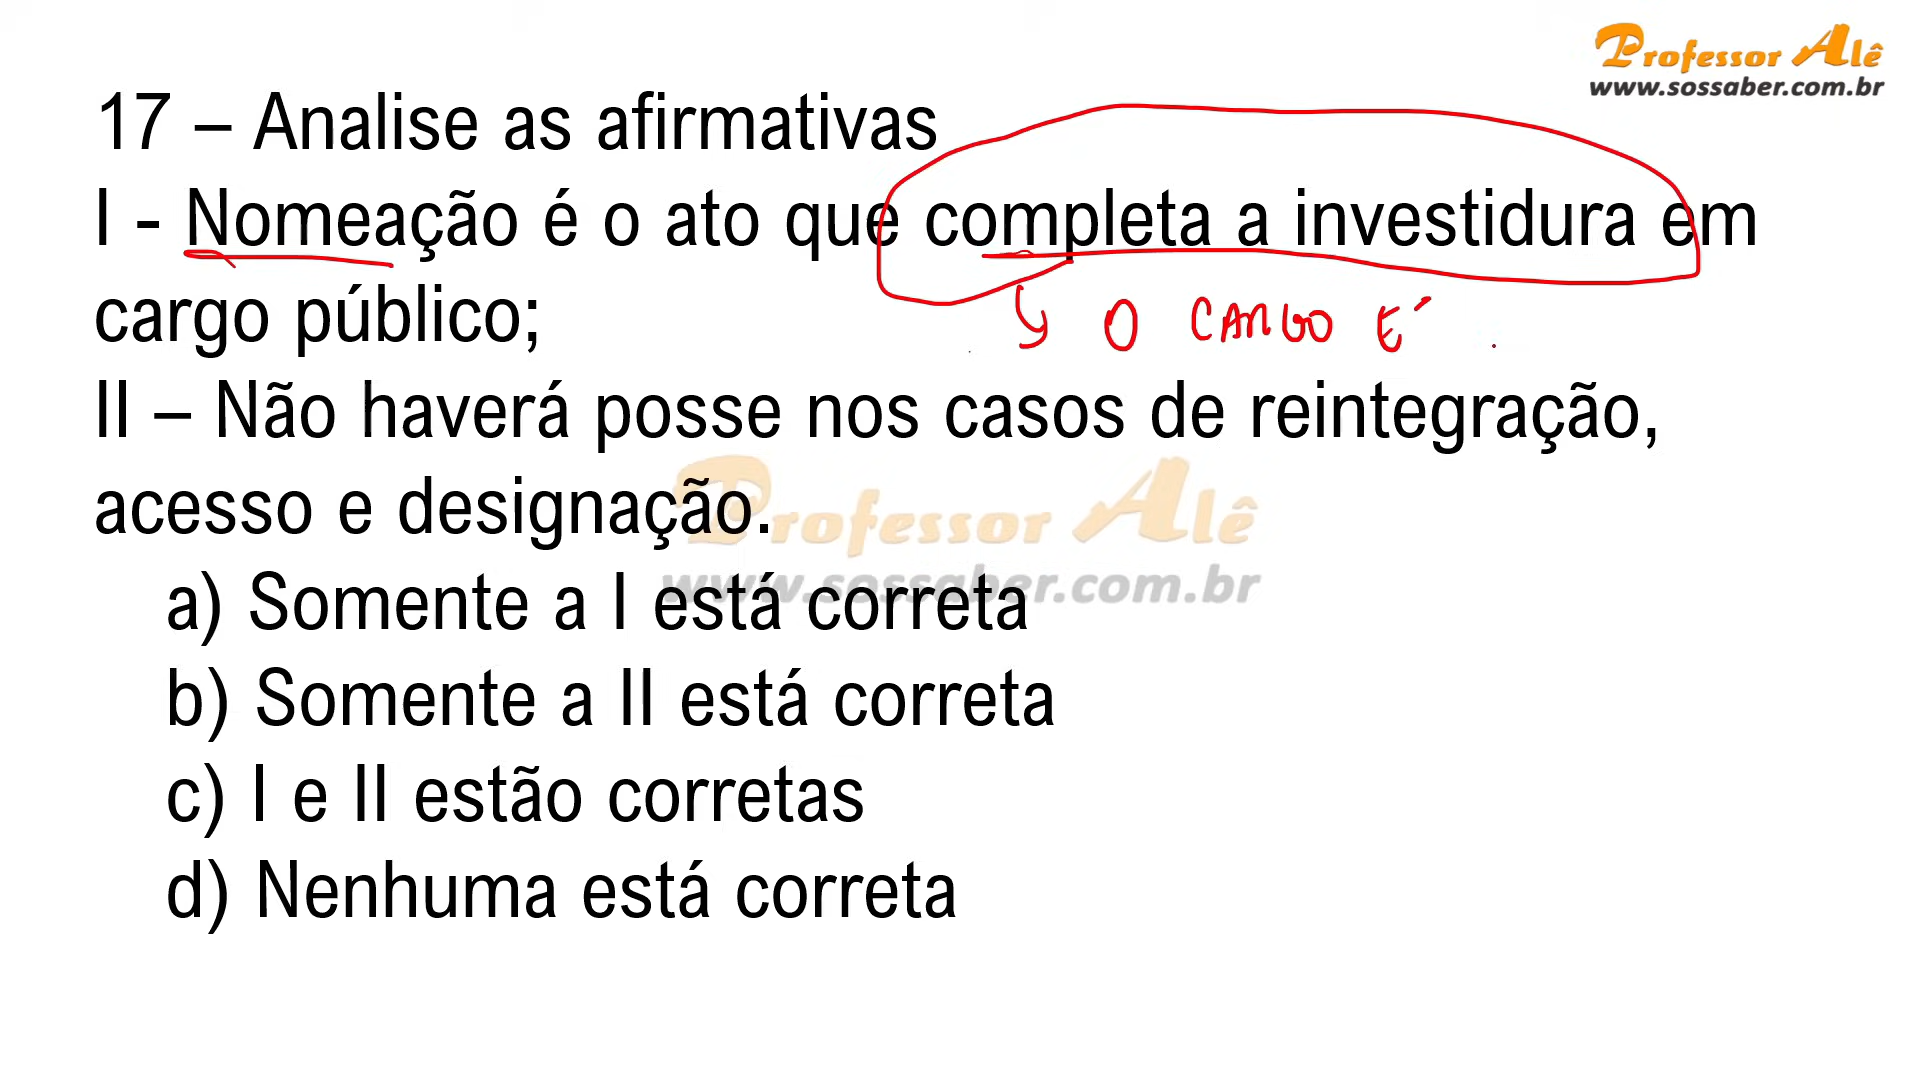 Professor Alê
www.sossaber.com.br
17 – Analise as afirmativas
I - Nomeação é o ato que completa a investidura em
cargo público;
O CARGO É
II – Não haverá posse nos casos de reintegração,
acesso e designação.
Professor Alê
www.sossaber.com.br
a) Somente a I está correta
b) Somente a II está correta
c) I e II estão corretas
d) Nenhuma está correta